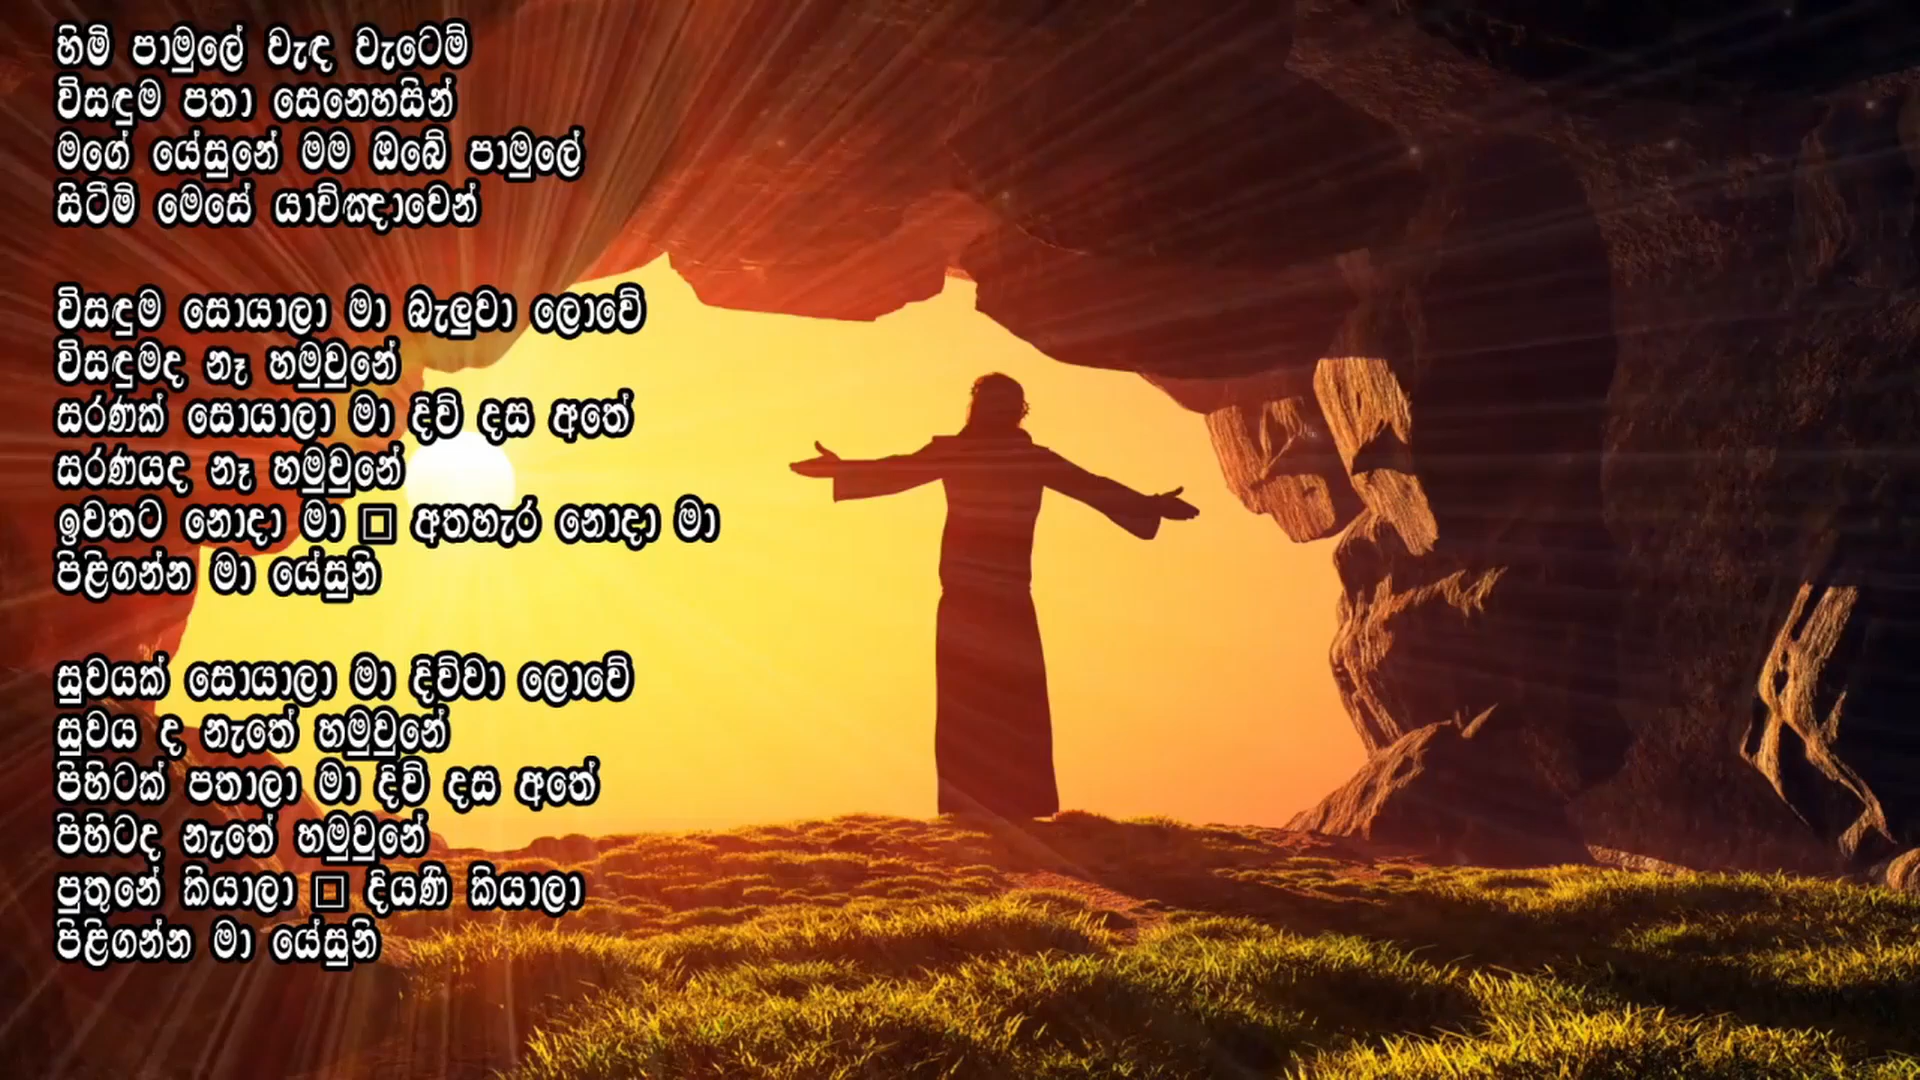 හිමි පාමුලේ වැඳ වැටෙම්
විසඳුම පතා සෙනෙහසින්
මගේ යේසුනේ මම ඔබේ පාමුලේ
සිටිමි මෙසේ යාච්ඤාවෙන්
විසඳුම සොයාලා මා බැලුවා ලොවේ
විසඳුමද නෑ හමුවුනේ
සරණක් සොයාලා මා දිව් දස අතේ
සරණයද නෑ හමුවුනේ
ඉවතට නොදා මා □ අතහැර නොදා මා
පිළිගන්න මා යේසුනි
සුවයක් සොයාලා මා දිව්වා ලොවේ
සුවය ද නැතේ හමුවුනේ
පිහිටක් පතාලා මා දිව් දස අතේ
පිහිටද නැතේ හමුවුනේ
පුතුනේ කියාලා □ දියණි කියාලා
පිළිගන්න මා යේසුනි